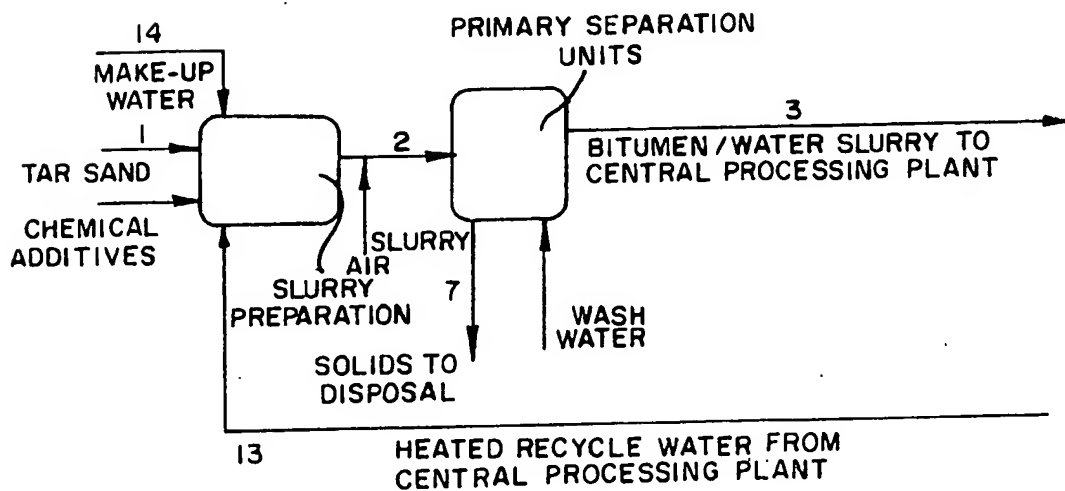 14
MAKE-UP
WATER
1
TAR SAND
CHEMICAL
ADDITIVES
SLURRY
PREPARATION
2
AIR
SLURRY
PRIMARY SEPARATION
UNITS
3
BITUMEN/WATER SLURRY TO
CENTRAL PROCESSING PLANT
7
SOLIDS TO
DISPOSAL
WASH
WATER
13
HEATED RECYCLE WATER FROM
CENTRAL PROCESSING PLANT